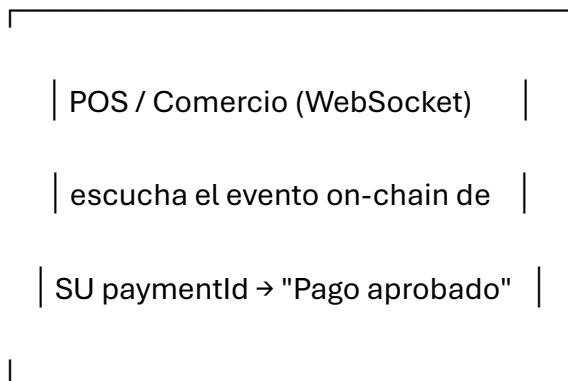 POS / Comercio (WebSocket)
escucha el evento on-chain de
SU paymentId → "Pago aprobado"